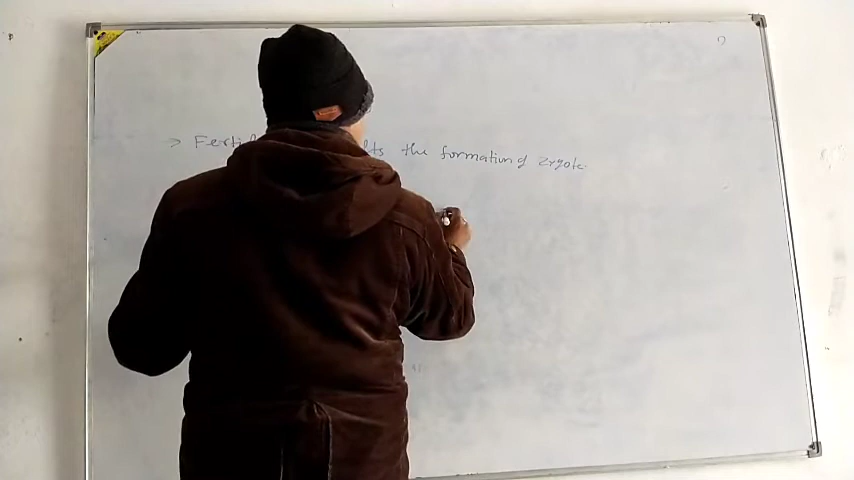 → Ferti lts the formation of zygote.